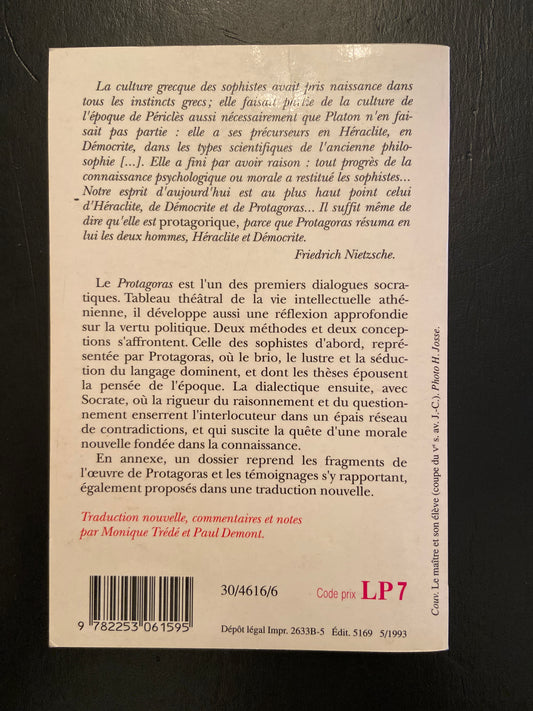 La culture grecque des sophistes avait pris naissance dans
tous les instincts grecs ; elle faisait partie de la culture de
l'époque de Périclès aussi nécessairement que Platon n'en fai-
sait pas partie : elle a ses précurseurs en Héraclite, en
Démocrite, dans les types scientifiques de l'ancienne philo-
sophie [...]. Elle a fini par avoir raison : tout progrès de la
connaissance psychologique ou morale a restitué les sophistes...
Notre esprit d'aujourd'hui est au plus haut point celui
d'Héraclite, de Démocrite et de Protagoras... Il suffit même de
dire qu'elle est protagorique, parce que Protagoras résuma en
lui les deux hommes, Héraclite et Démocrite.
Friedrich Nietzsche.
Le Protagoras est l'un des premiers dialogues socra-
tiques. Tableau théâtral de la vie intellectuelle athé-
nienne, il développe aussi une réflexion approfondie
sur la vertu politique. Deux méthodes et deux concep-
tions s'affrontent. Celle des sophistes d'abord, repré-
sentée par Protagoras, où le brio, le lustre et la séduc-
tion du langage dominent, et dont les thèses épousent
la pensée de l'époque. La dialectique ensuite, avec
Socrate, où la rigueur du raisonnement et du question-
nement enserrent l'interlocuteur dans un épais réseau
de contradictions, et qui suscite la quête d'une morale
nouvelle fondée dans la connaissance.
En annexe, un dossier reprend les fragments de
l'œuvre de Protagoras et les témoignages s'y rapportant,
également proposés dans une traduction nouvelle.
Traduction nouvelle, commentaires et notes
par Monique Trédé et Paul Demont.
30/4616/6
Code prix LP 7
9 782253 061595
Dépôt légal Impr. 2633B-5 Édit. 5169 5/1993
Couv. Le maître et son élève (coupe du Ve s. av. J.-C.). Photo H. Josse.